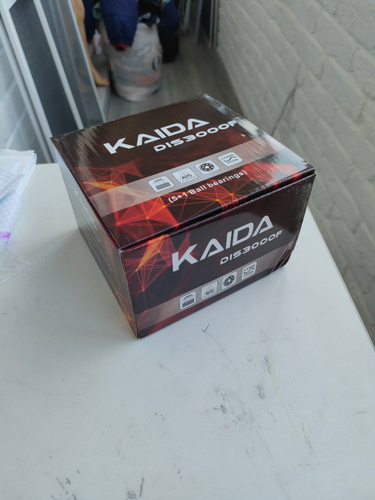 KAIDA
DIS3000F
(5+1 Ball bearings)
KAIDA
DIS3000F